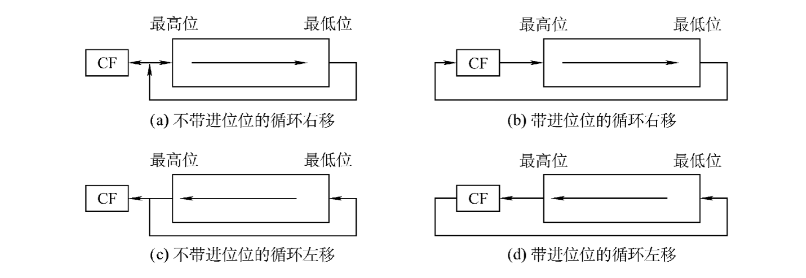 最高位 最低位 最高位 最低位
CF CF
(a) 不带进位位的循环右移 (b) 带进位位的循环右移
最高位 最低位 最高位 最低位
CF CF
(c) 不带进位位的循环左移 (d) 带进位位的循环左移